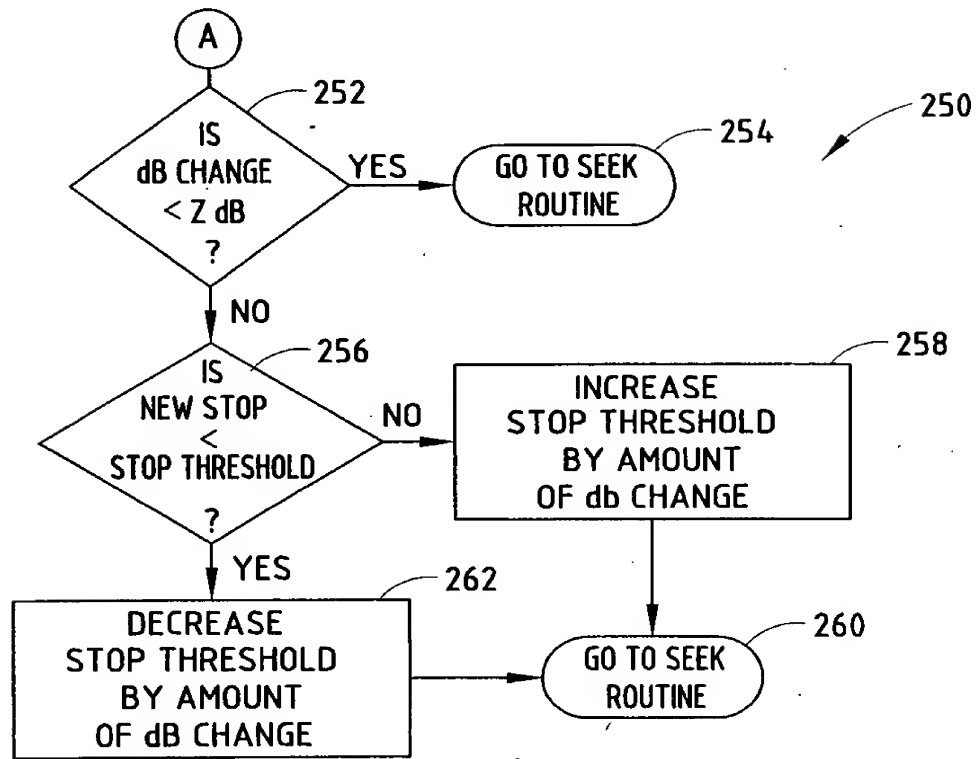 A
252
IS
dB CHANGE
< Z dB
?
YES
254
GO TO SEEK
ROUTINE
250
NO
256
IS
NEW STOP
<
STOP THRESHOLD
?
NO
258
INCREASE
STOP THRESHOLD
BY AMOUNT
OF db CHANGE
YES
262
DECREASE
STOP THRESHOLD
BY AMOUNT
OF dB CHANGE
260
GO TO SEEK
ROUTINE